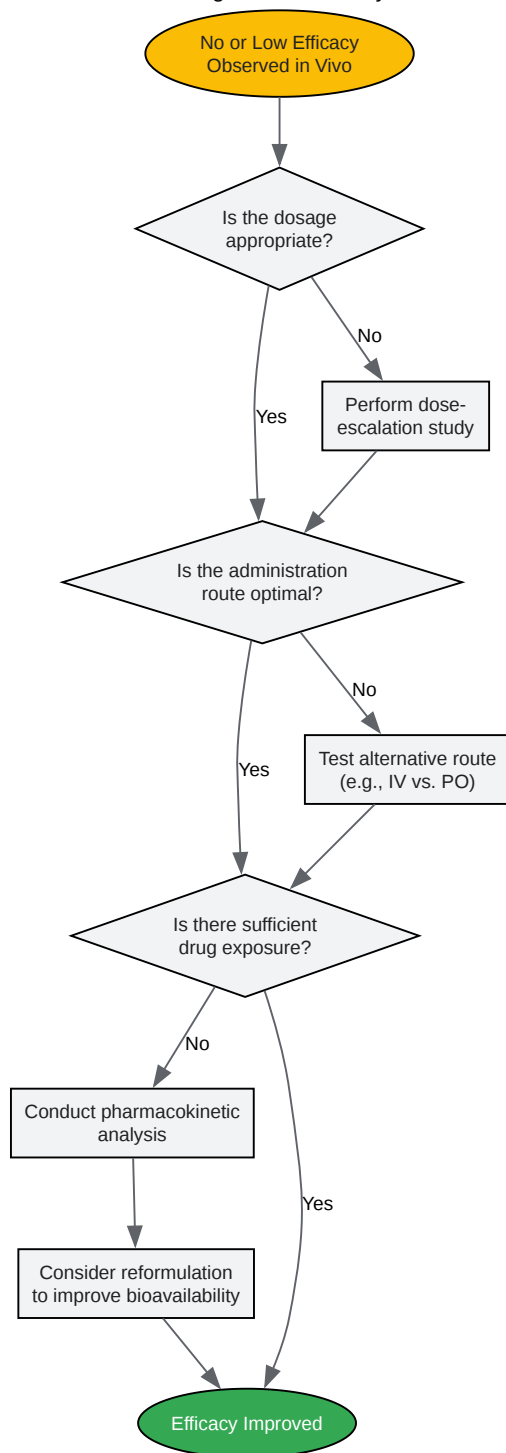 No or Low Efficacy
Observed in Vivo
Is the dosage
appropriate?
No
Yes
Perform dose-
escalation study
Is the administration
route optimal?
No
Yes
Test alternative route
(e.g., IV vs. PO)
Is there sufficient
drug exposure?
No
Conduct pharmacokinetic
analysis
Yes
Consider reformulation
to improve bioavailability
Efficacy Improved